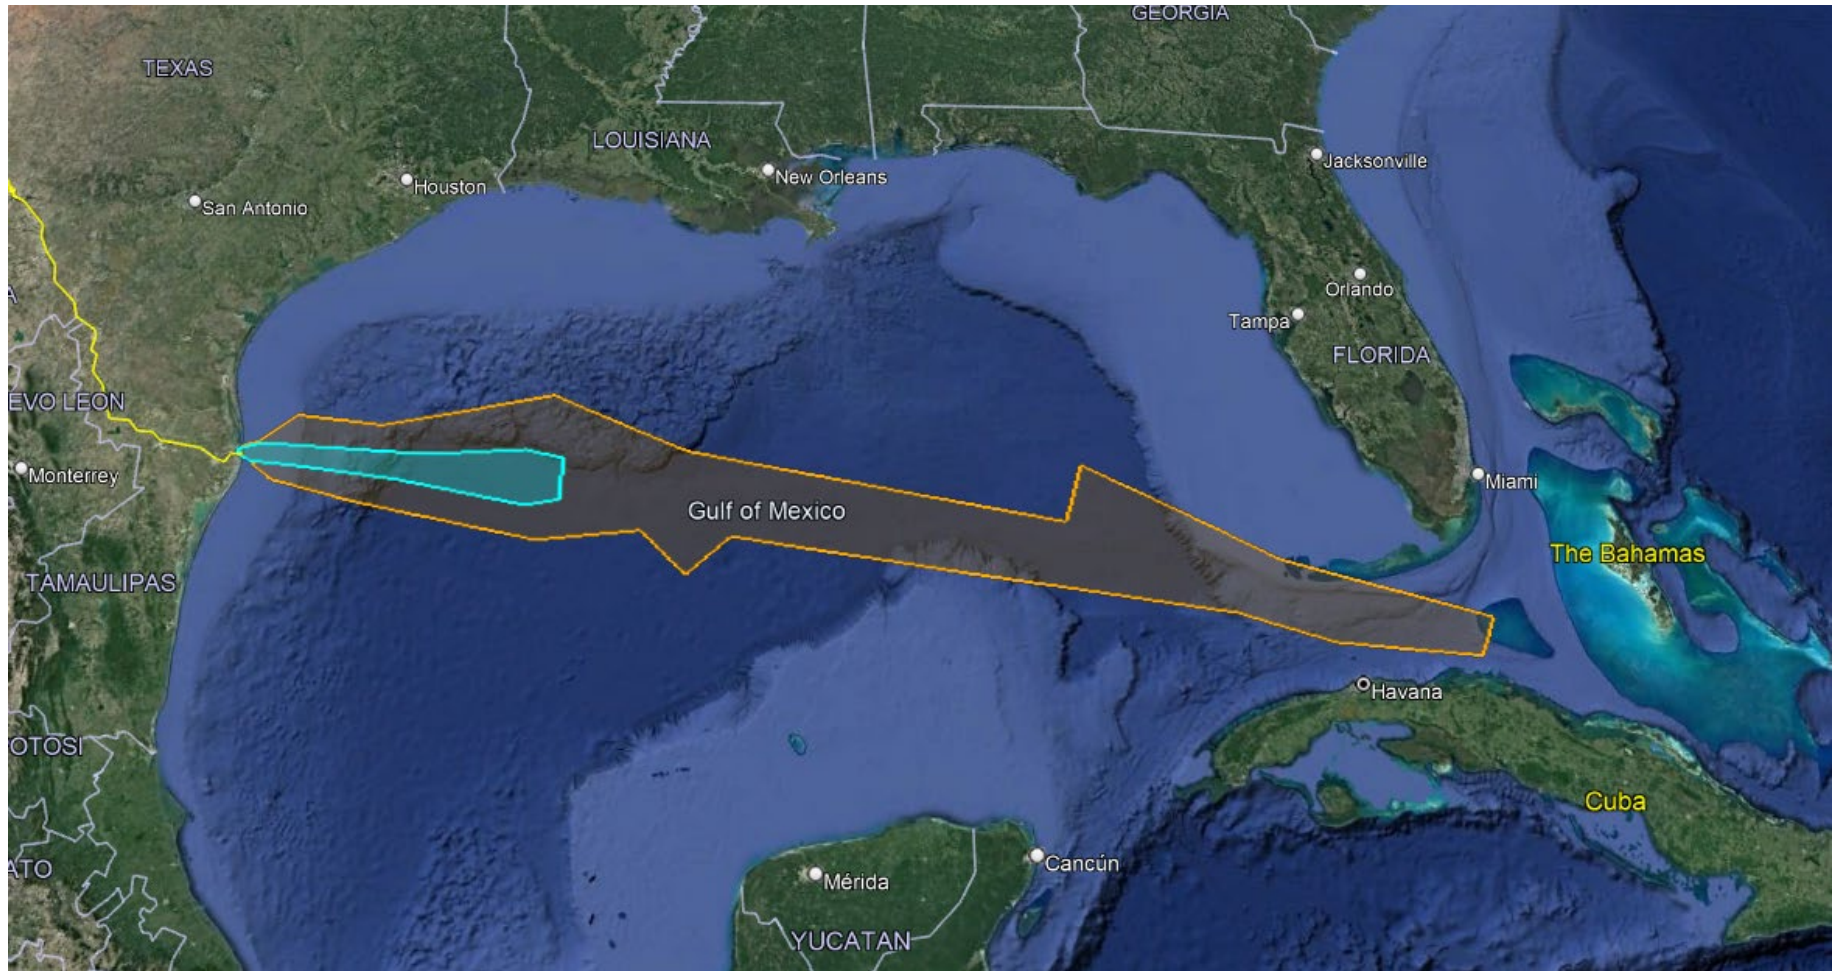 GEORGIA
TEXAS
LOUISIANA
Jacksonville
New Orleans
Houston
San Antonio
Orlando
Tampa
FLORIDA
EVO LEON
Monterrey
Miami
Gulf of Mexico
The Bahamas
TAMAULIPAS
Havana
OTOSI
Cuba
Cancún
ATO
Mérida
YUCATAN